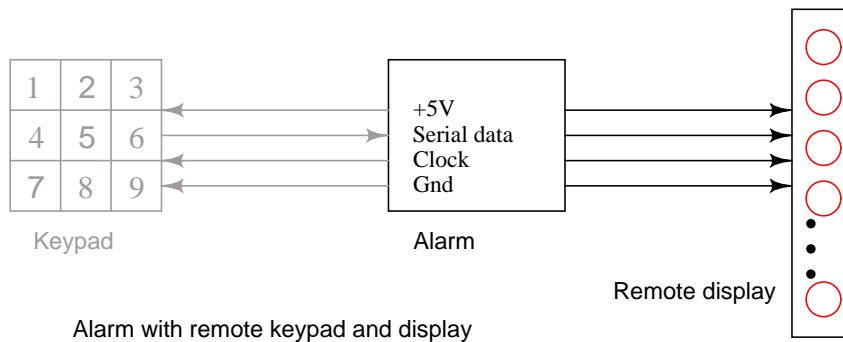 1 2 3
4 5 6
7 8 9
+5V
Serial data
Clock
Gnd
Keypad
Alarm
Remote display
Alarm with remote keypad and display